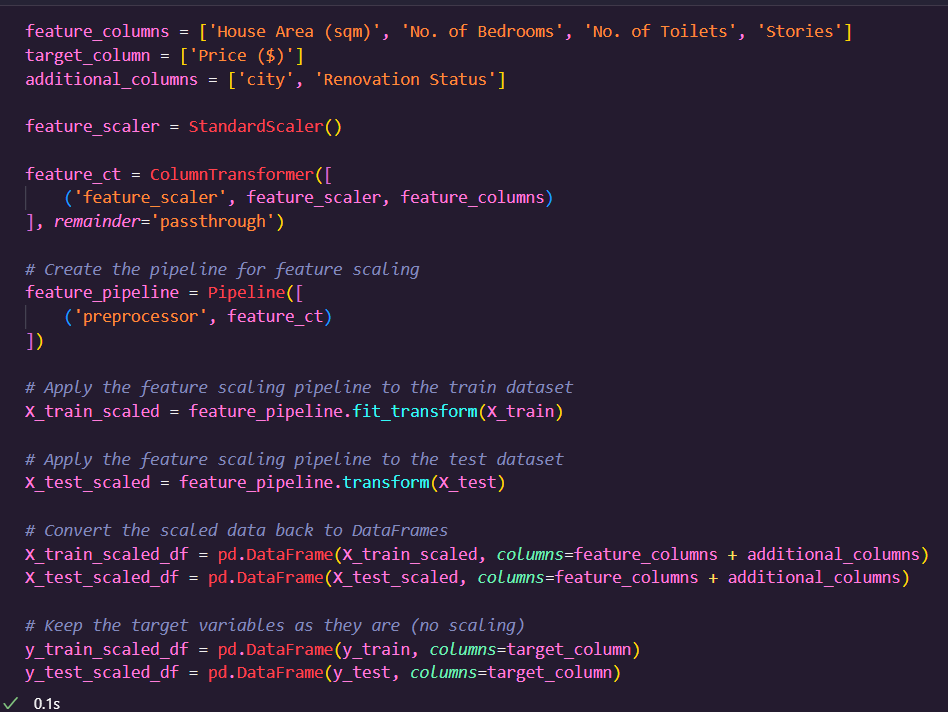 feature_columns = ['House Area (sqm)', 'No. of Bedrooms', 'No. of Toilets', 'Stories']
target_column = ['Price ($)']
additional_columns = ['city', 'Renovation Status']
feature_scaler = StandardScaler()
feature_ct = ColumnTransformer([
    ('feature_scaler', feature_scaler, feature_columns)
], remainder='passthrough')
# Create the pipeline for feature scaling
feature_pipeline = Pipeline([
    ('preprocessor', feature_ct)
])
# Apply the feature scaling pipeline to the train dataset
X_train_scaled = feature_pipeline.fit_transform(X_train)
# Apply the feature scaling pipeline to the test dataset
X_test_scaled = feature_pipeline.transform(X_test)
# Convert the scaled data back to DataFrames
X_train_scaled_df = pd.DataFrame(X_train_scaled, columns=feature_columns + additional_columns)
X_test_scaled_df = pd.DataFrame(X_test_scaled, columns=feature_columns + additional_columns)
# Keep the target variables as they are (no scaling)
y_train_scaled_df = pd.DataFrame(y_train, columns=target_column)
y_test_scaled_df = pd.DataFrame(y_test, columns=target_column)
0.1s